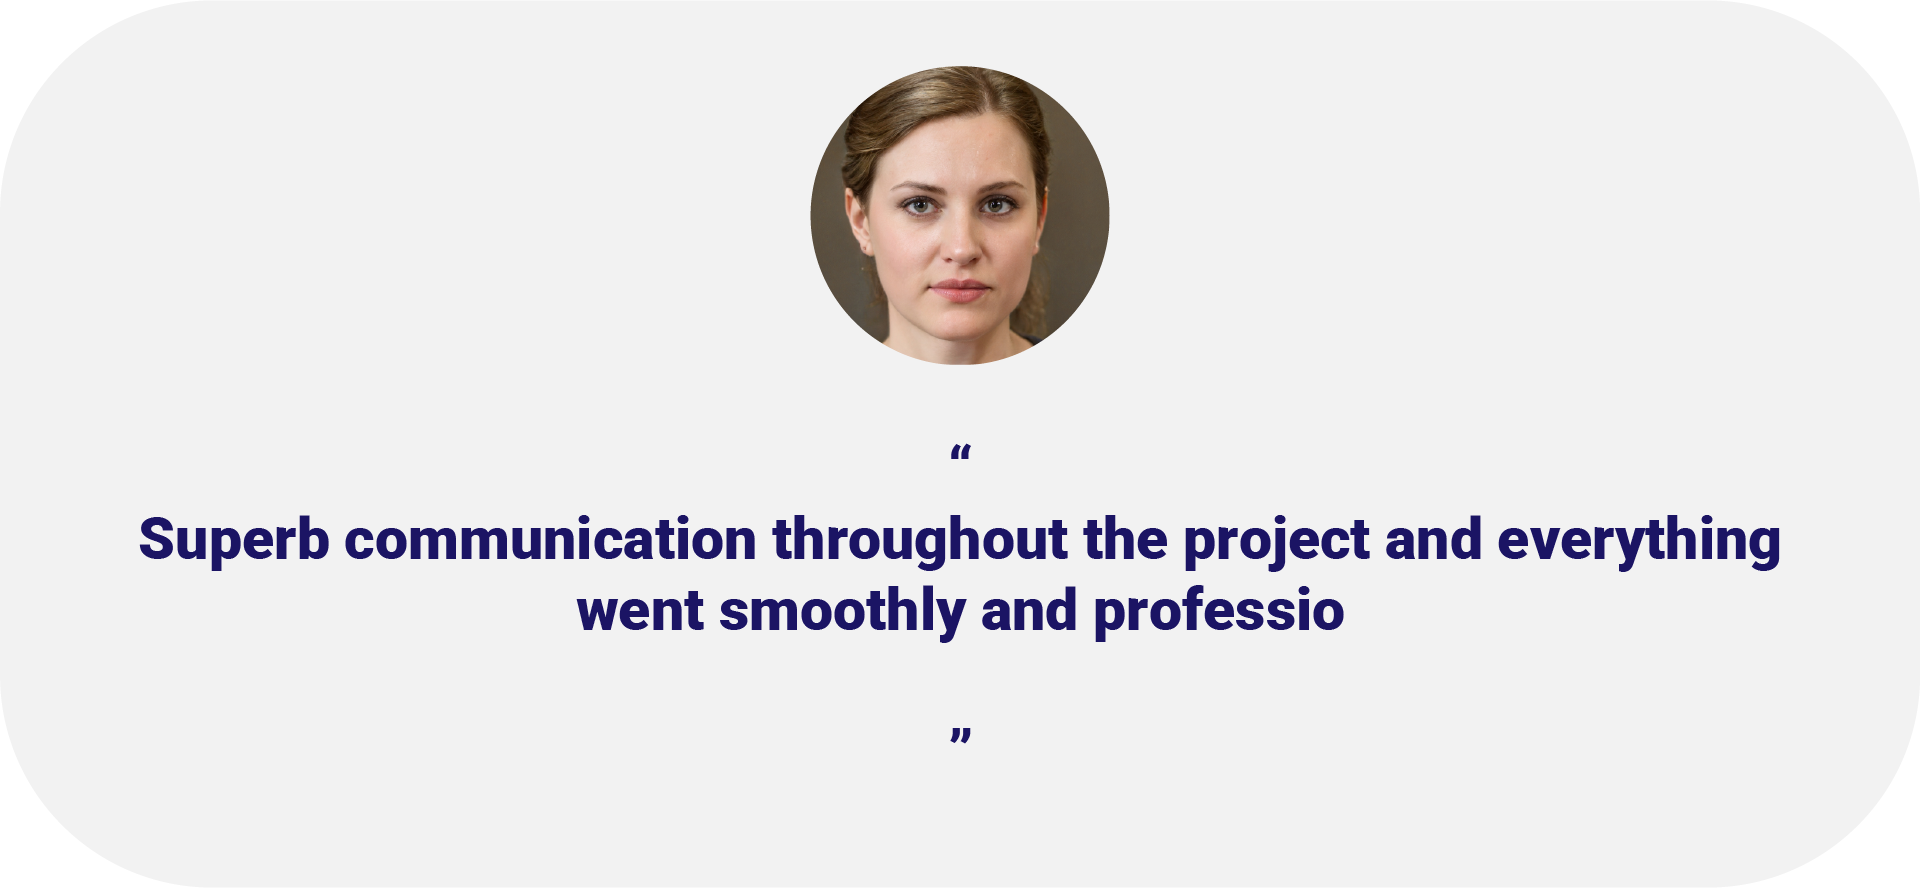 “
Superb communication throughout the project and everything
went smoothly and professio
”